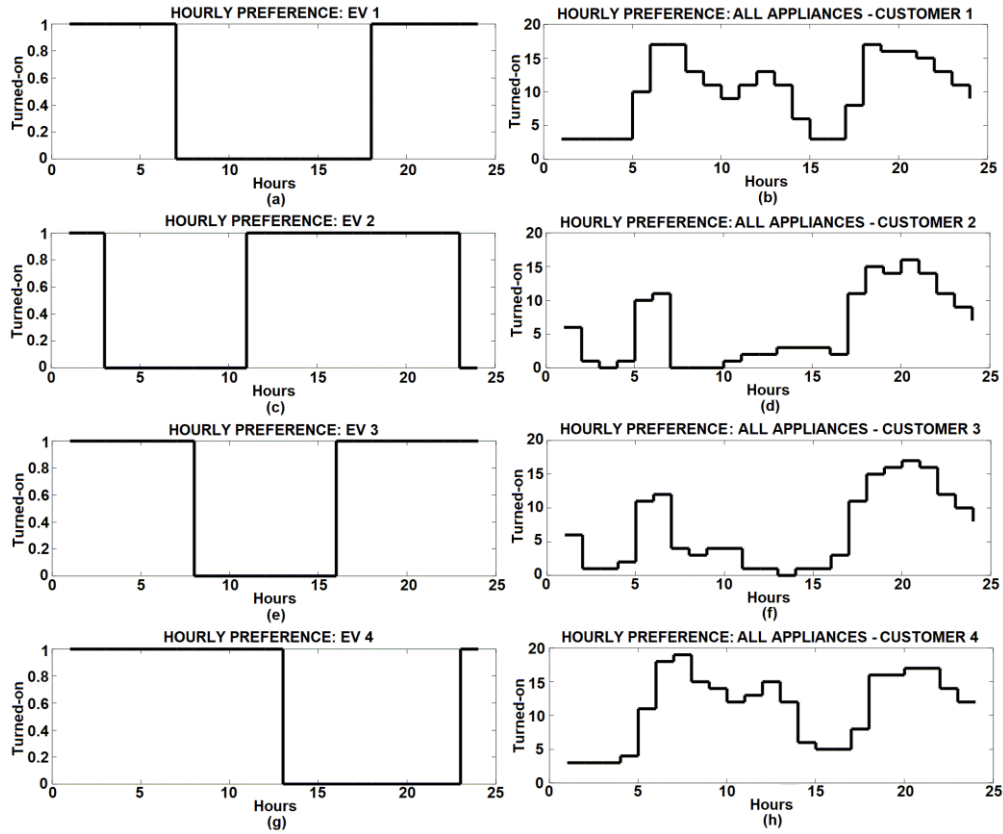 HOURLY PREFERENCE: EV 1
1
0.8
0.6
0.4
0.2
0
Turned-on
0 5 10 15 20 25
Hours
(a)
HOURLY PREFERENCE: ALL APPLIANCES - CUSTOMER 1
20
15
10
5
0
Turned-on
0 5 10 15 20 25
Hours
(b)
HOURLY PREFERENCE: EV 2
1
0.8
0.6
0.4
0.2
0
Turned-on
0 5 10 15 20 25
Hours
(c)
HOURLY PREFERENCE: ALL APPLIANCES - CUSTOMER 2
20
15
10
5
0
Turned-on
0 5 10 15 20 25
Hours
(d)
HOURLY PREFERENCE: EV 3
1
0.8
0.6
0.4
0.2
0
Turned-on
0 5 10 15 20 25
Hours
(e)
HOURLY PREFERENCE: ALL APPLIANCES - CUSTOMER 3
20
15
10
5
0
Turned-on
0 5 10 15 20 25
Hours
(f)
HOURLY PREFERENCE: EV 4
1
0.8
0.6
0.4
0.2
0
Turned-on
0 5 10 15 20 25
Hours
(g)
HOURLY PREFERENCE: ALL APPLIANCES - CUSTOMER 4
20
15
10
5
0
Turned-on
0 5 10 15 20 25
Hours
(h)